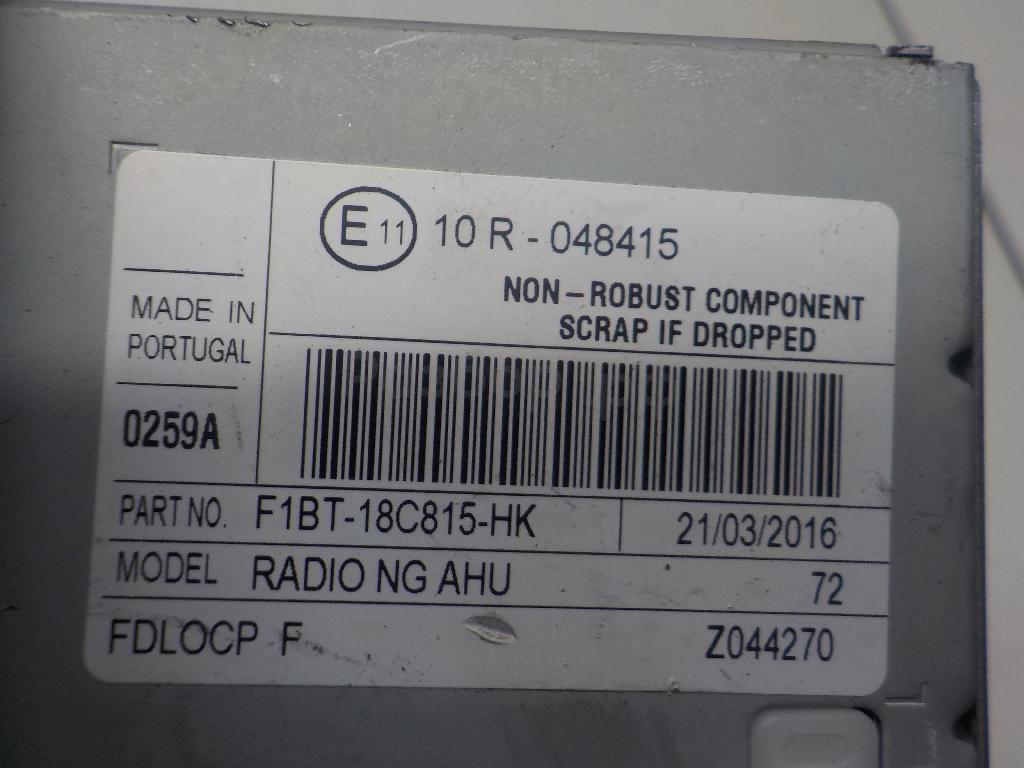 E 11 10 R - 048415
NON-ROBUST COMPONENT
SCRAP IF DROPPED
MADE IN
PORTUGAL
0259A
PART NO. F1BT-18C815-HK 21/03/2016
MODEL RADIO NG AHU 72
FDLOCP F Z044270